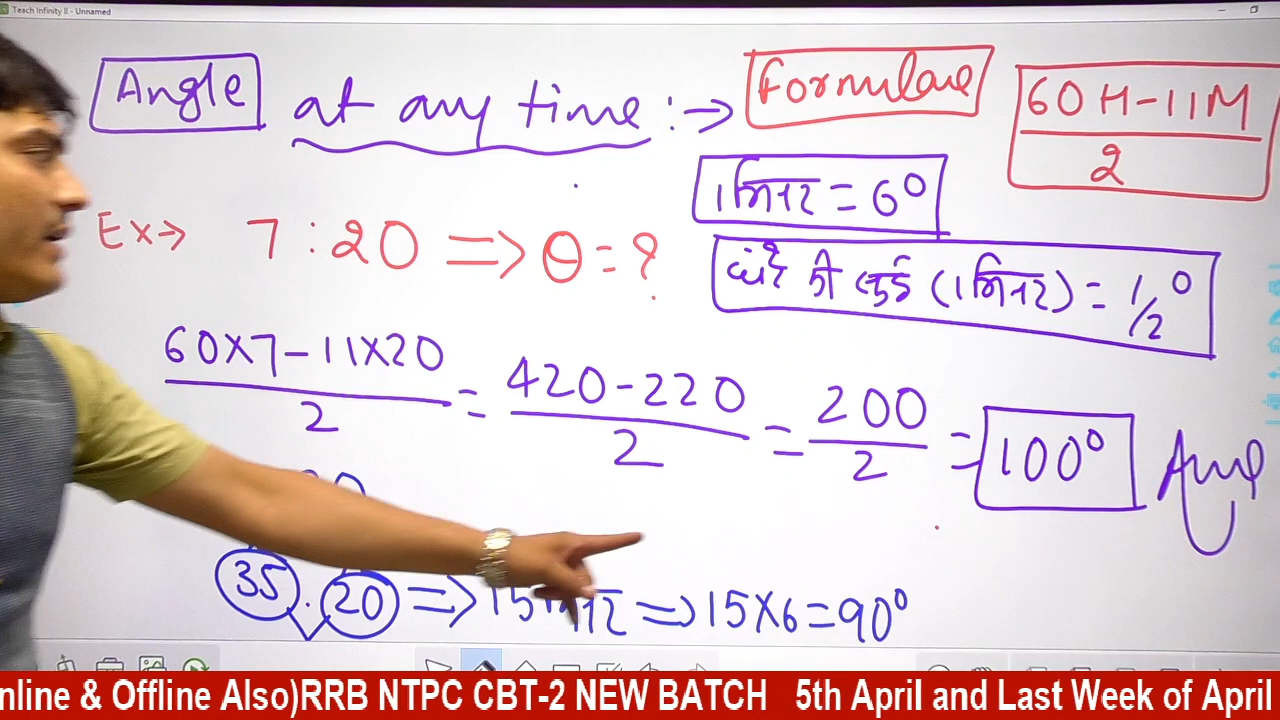 Teach Infinity II - Unnamed
Angle at any time :→ Formulae 60H-11M/2
1 मिनट = 6°
Ex→ 7:20 ⇒ θ = ?
घंटे की सुई (1 मिनट) = 1/2°
60×7-11×20/2 = 420-220/2 = 200/2 = 100° Ans
35 . 20 ⇒ 15 मिनट ⇒ 15×6=90°
nline & Offline Also)RRB NTPC CBT-2 NEW BATCH 5th April and Last Week of April